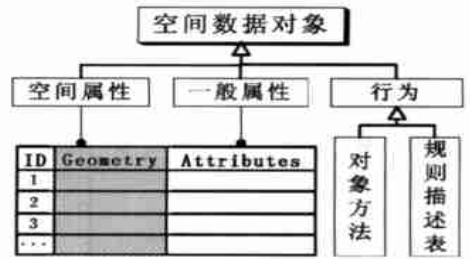 空间数据对象
空间属性
一般属性
行为
ID Geometry Attributes
1
2
3
...
对象方法
规则描述表